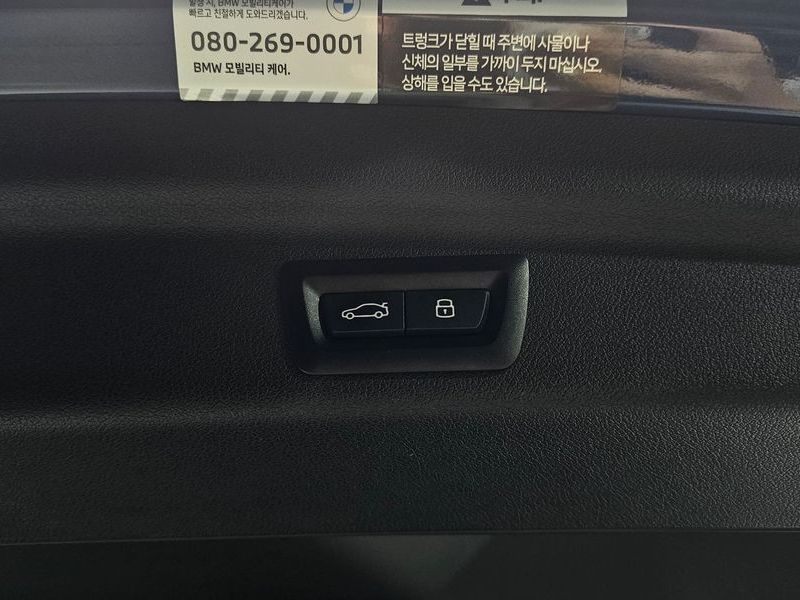 발생 시, BMW 모빌리티케어가
빠르고 친절하게 도와드리겠습니다.
080-269-0001
BMW 모빌리티 케어.
트렁크가 닫힐 때 주변에 사물이나
신체의 일부를 가까이 두지 마십시오.
상해를 입을 수도 있습니다.